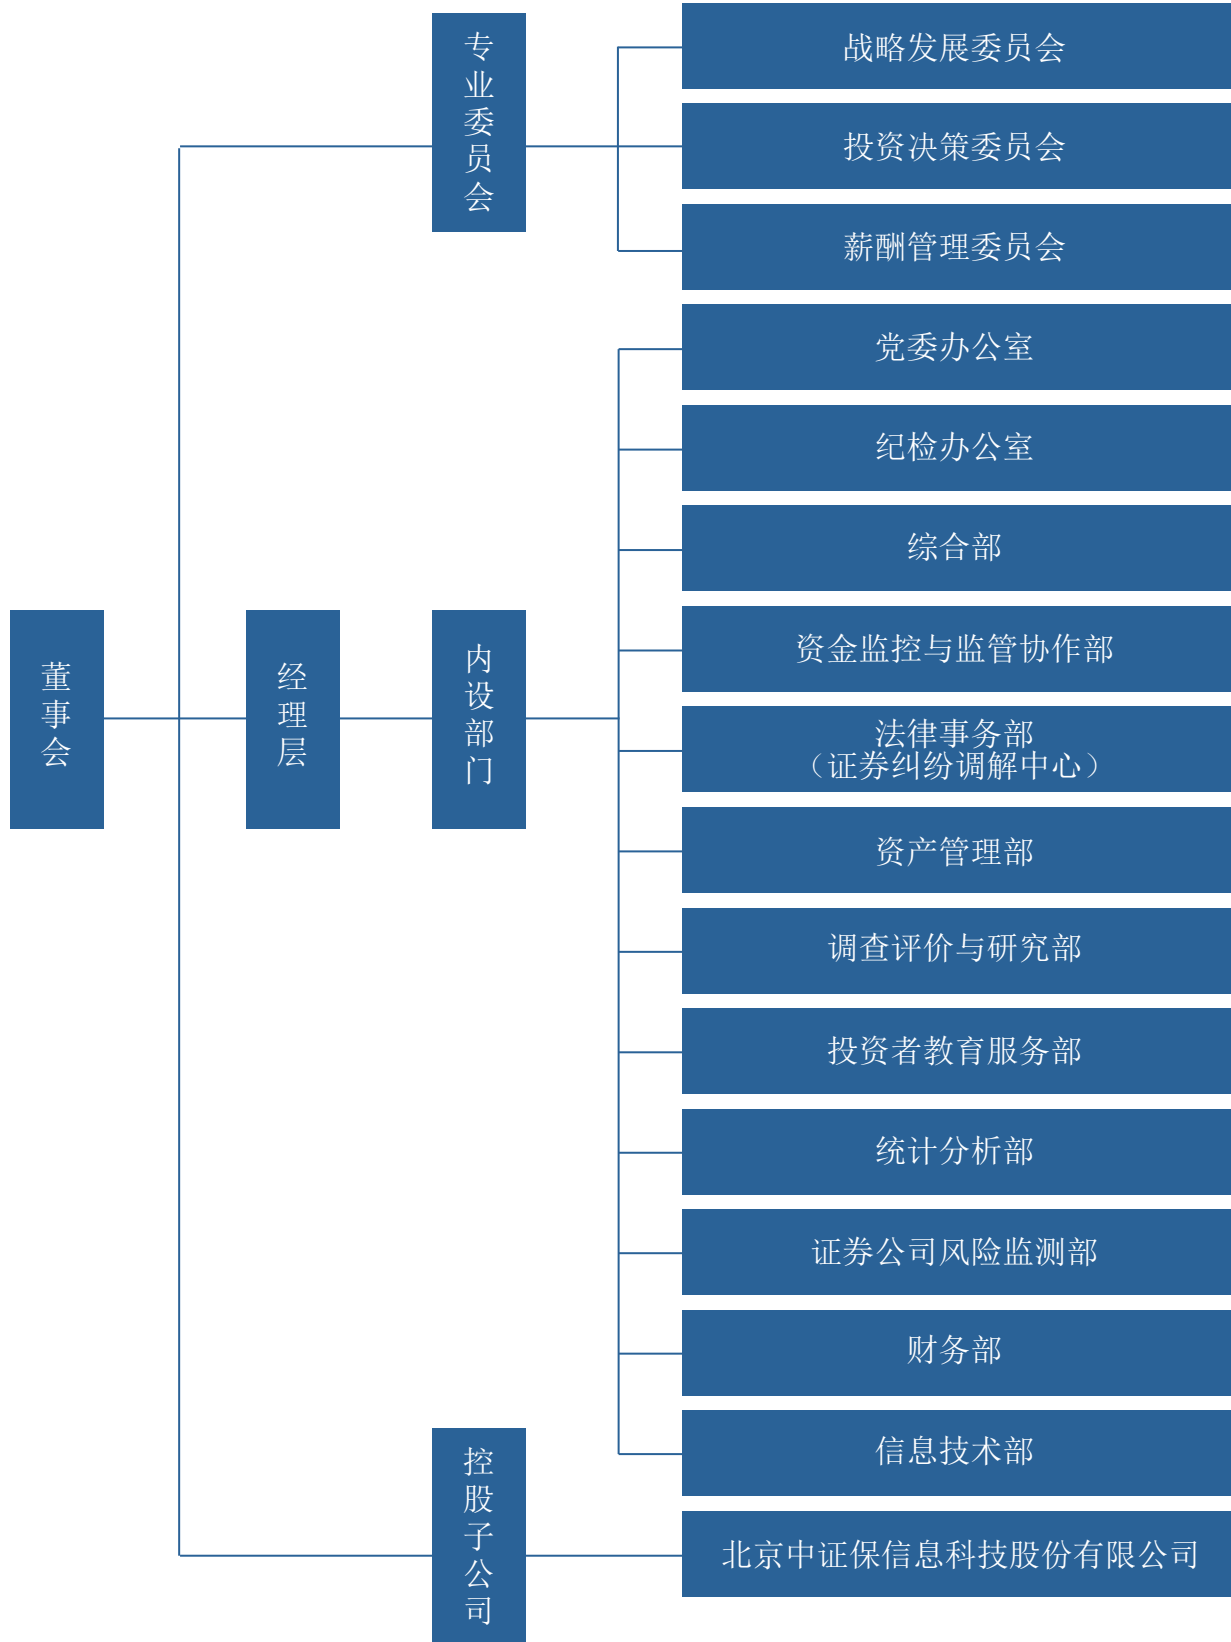 董事会
经理层
专业委员会
战略发展委员会
投资决策委员会
薪酬管理委员会
内设部门
党委办公室
纪检办公室
综合部
资金监控与监管协作部
法律事务部
（证券纠纷调解中心）
资产管理部
调查评价与研究部
投资者教育服务部
统计分析部
证券公司风险监测部
财务部
信息技术部
控股子公司
北京中证保信息科技股份有限公司